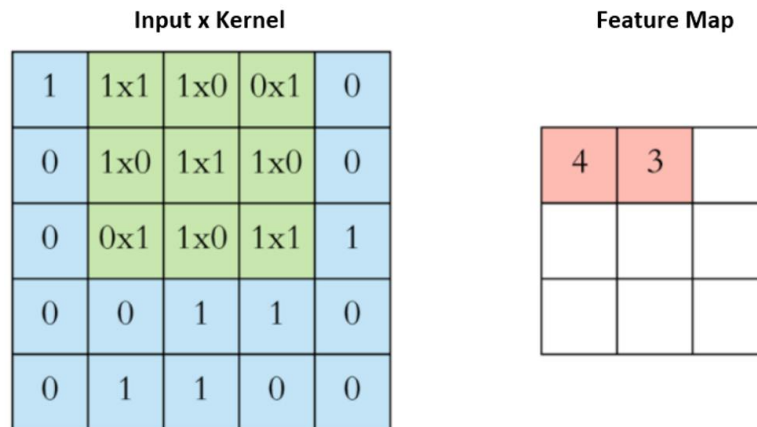 Input x Kernel
Feature Map
1 1x1 1x0 0x1 0
0 1x0 1x1 1x0 0
0 0x1 1x0 1x1 1
0 0 1 1 0
0 1 1 0 0
4 3